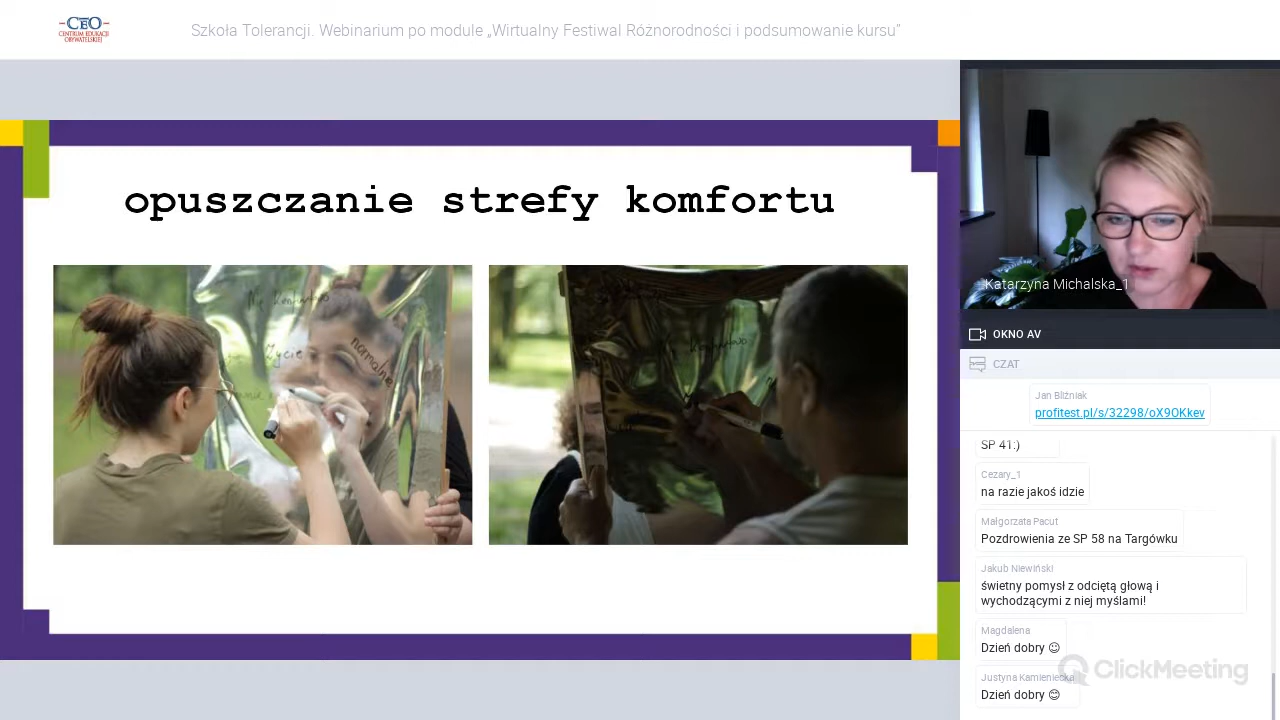 CEO
CENTRUM EDUKACJI
OBYWATELSKIEJ
Szkoła Tolerancji. Webinarium po module „Wirtualny Festiwal Różnorodności i podsumowanie kursu”
opuszczanie strefy komfortu
Życie
normalnie
Katarzyna Michalska_1
OKNO AV
CZAT
Jan Bliźniak
profitest.pl/s/32298/oX9OKkev
SP 41:)
Cezary_1
na razie jakoś idzie
Małgorzata Pacut
Pozdrowienia ze SP 58 na Targówku
Jakub Niewiński
świetny pomysł z odciętą głową i
wychodzącymi z niej myślami!
Magdalena
Dzień dobry 😊
Justyna Kamieniecka
Dzień dobry 😊
ClickMeeting